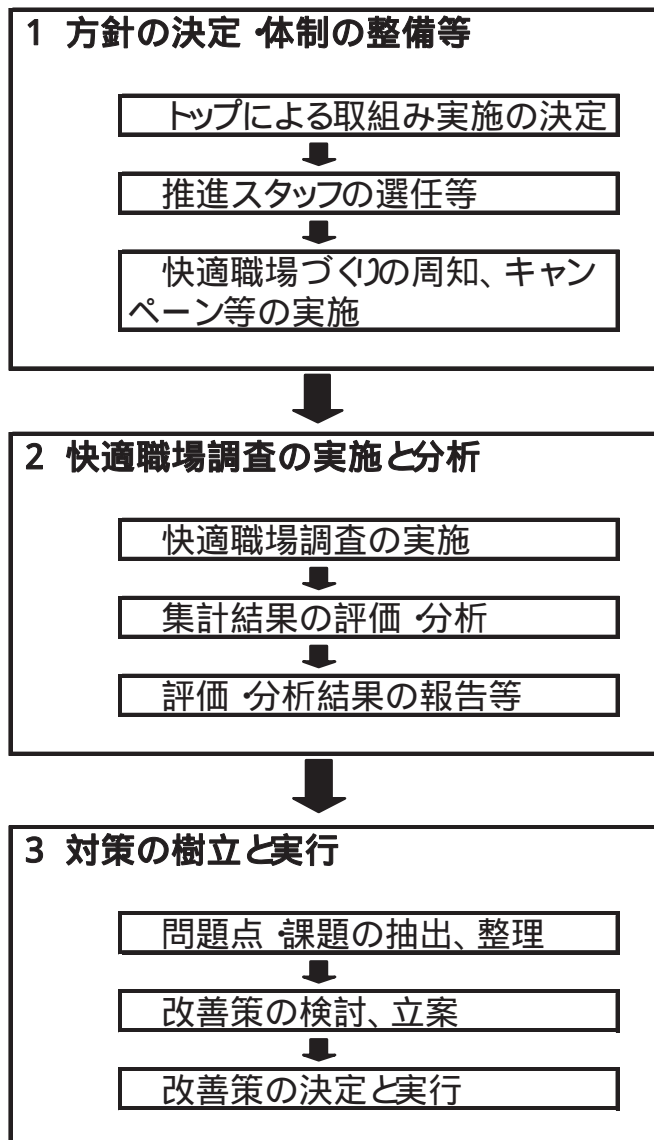 1 方針の決定・体制の整備等
トップによる取組み実施の決定
推進スタッフの選任等
快適職場づくりの周知、キャン
ペーン等の実施
2 快適職場調査の実施と分析
快適職場調査の実施
集計結果の評価・分析
評価・分析結果の報告等
3 対策の樹立と実行
問題点・課題の抽出、整理
改善策の検討、立案
改善策の決定と実行